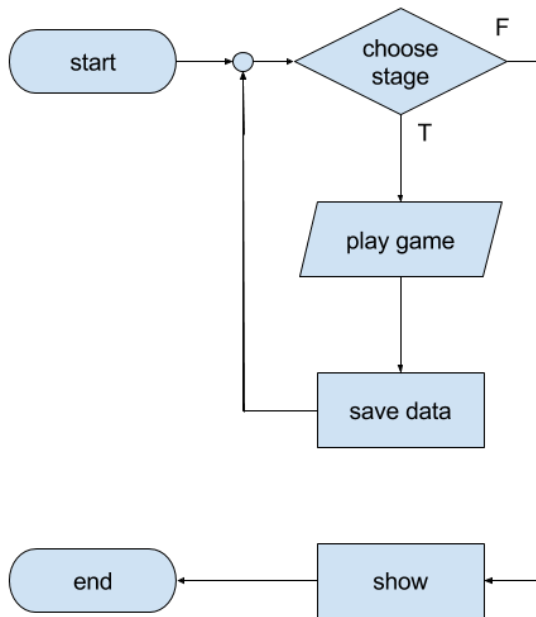 start
choose
stage
F
T
play game
save data
end
show